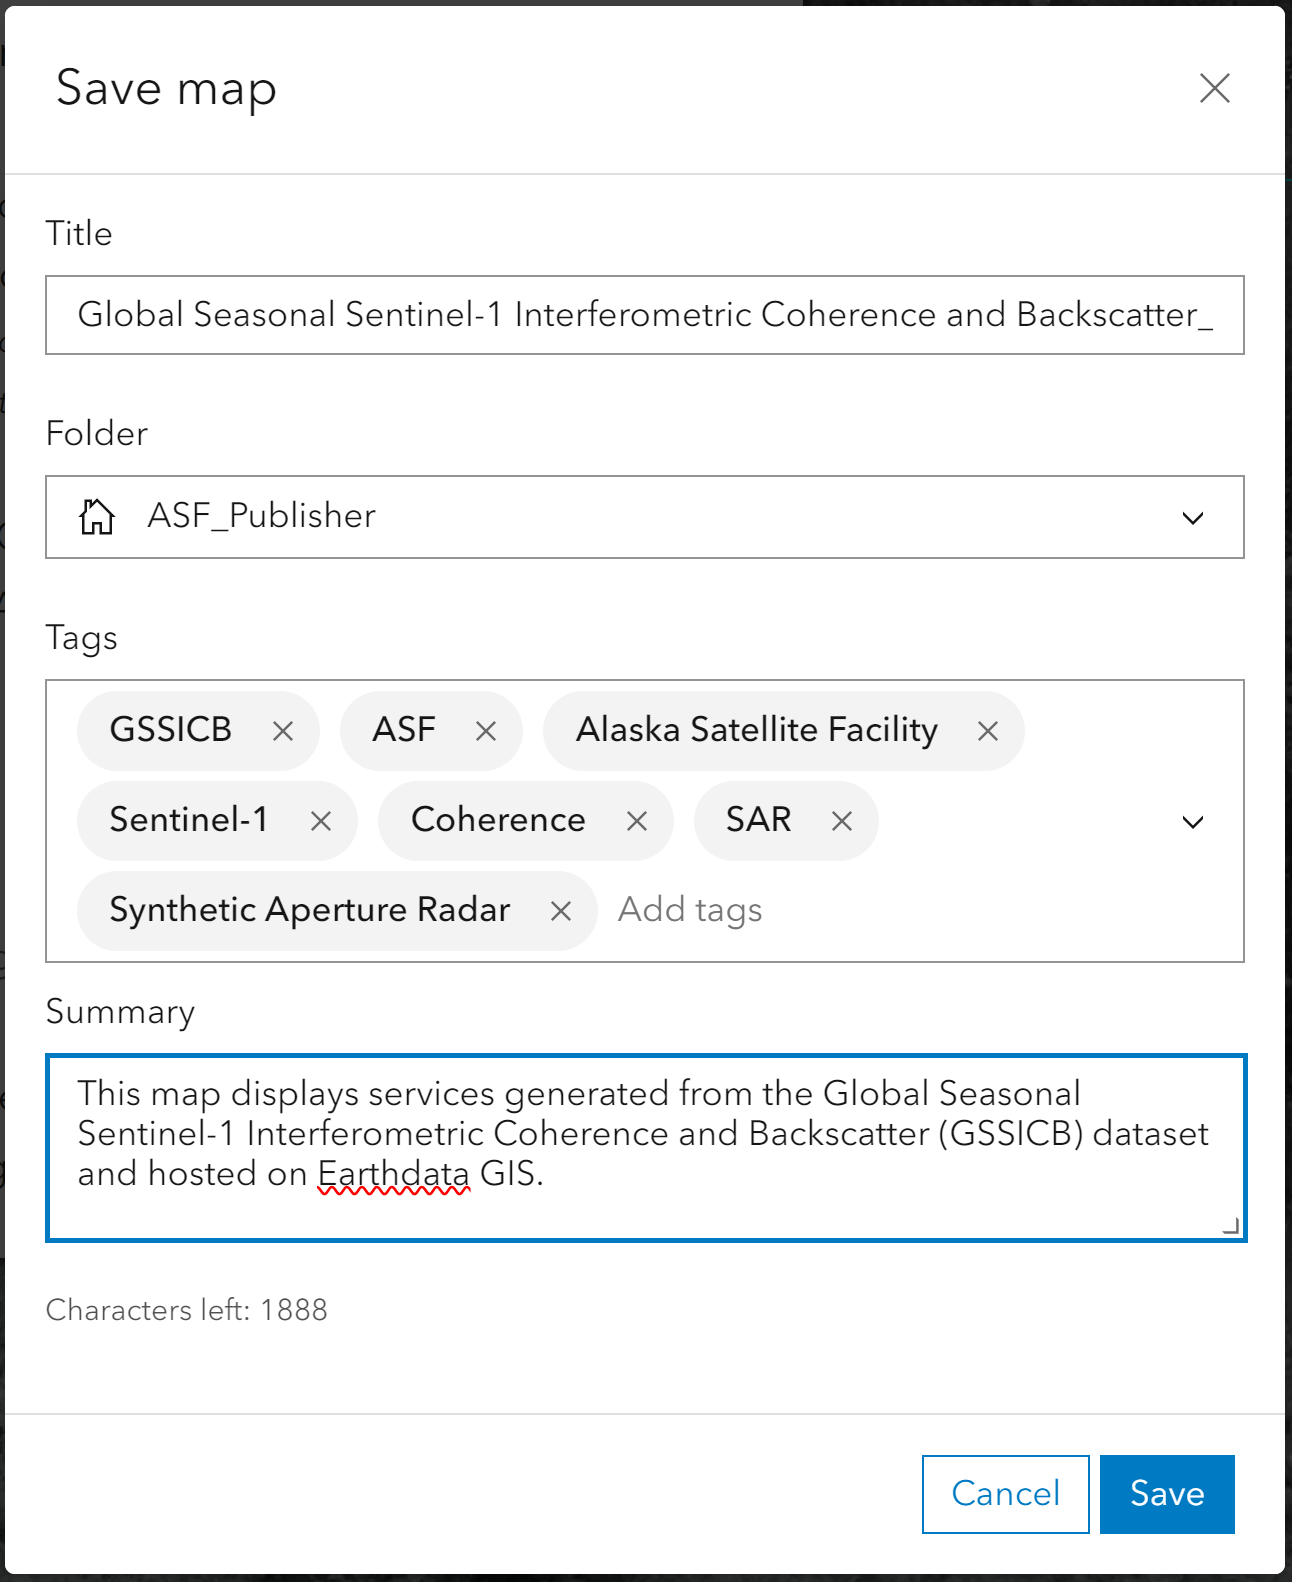 Save map
Title
Global Seasonal Sentinel-1 Interferometric Coherence and Backscatter_
Folder
ASF_Publisher
Tags
GSSICB ASF Alaska Satellite Facility
Sentinel-1 Coherence SAR
Synthetic Aperture Radar Add tags
Summary
This map displays services generated from the Global Seasonal
Sentinel-1 Interferometric Coherence and Backscatter (GSSICB) dataset
and hosted on Earthdata GIS.
Characters left: 1888
Cancel Save